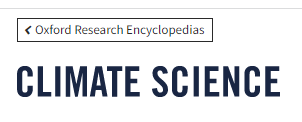 Oxford Research Encyclopedias
CLIMATE SCIENCE